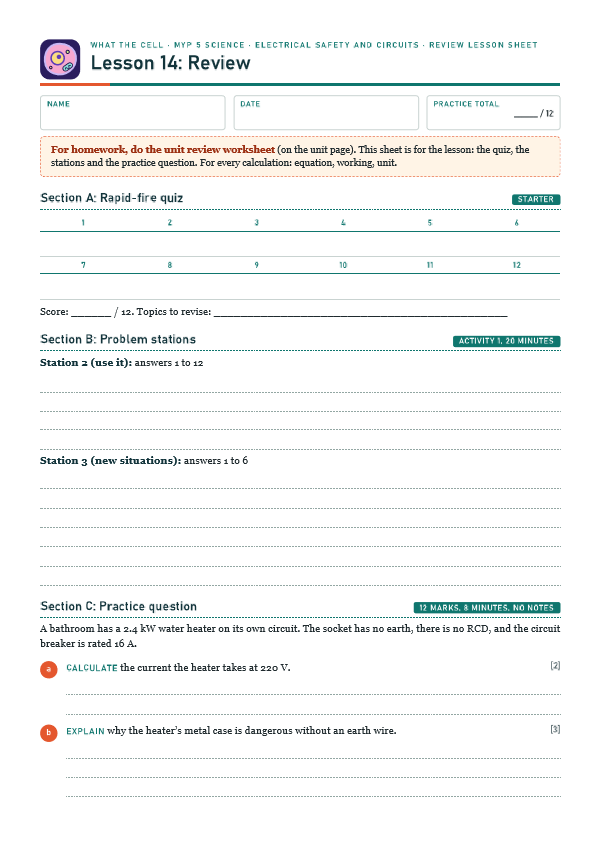 WHAT THE CELL · MYP 5 SCIENCE · ELECTRICAL SAFETY AND CIRCUITS · REVIEW LESSON SHEET
Lesson 14: Review
NAME
DATE
PRACTICE TOTAL
_____ / 12
For homework, do the unit review worksheet (on the unit page). This sheet is for the lesson: the quiz, the
stations and the practice question. For every calculation: equation, working, unit.
Section A: Rapid-fire quiz
STARTER
1 2 3 4 5 6
7 8 9 10 11 12
Score: ______ / 12. Topics to revise: ____________________________________________
Section B: Problem stations
ACTIVITY 1, 20 MINUTES
Station 2 (use it): answers 1 to 12
Station 3 (new situations): answers 1 to 6
Section C: Practice question
12 MARKS, 8 MINUTES, NO NOTES
A bathroom has a 2.4 kW water heater on its own circuit. The socket has no earth, there is no RCD, and the circuit
breaker is rated 16 A.
a CALCULATE the current the heater takes at 220 V. [2]
b EXPLAIN why the heater's metal case is dangerous without an earth wire. [3]